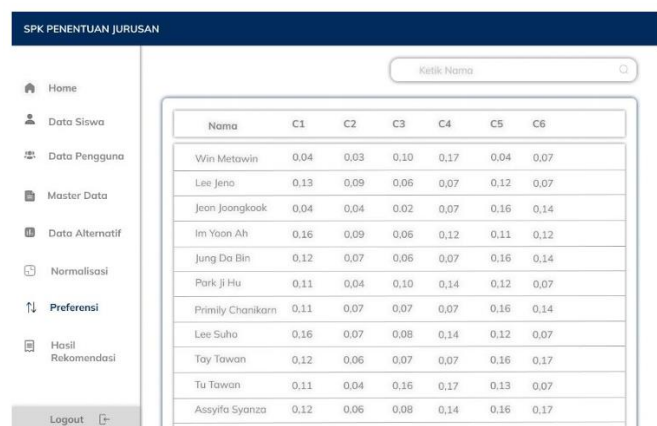 SPK PENENTUAN JURUSAN
Ketik Nama
Home
Data Siswa
Data Pengguna
Master Data
Data Alternatif
Normalisasi
Preferensi
Hasil
Rekomendasi
Logout
Nama C1 C2 C3 C4 C5 C6
Win Metawin 0,04 0,03 0,10 0,17 0,04 0,07
Lee Jeno 0,13 0,09 0,06 0,07 0,12 0,07
Jeon Joongkook 0,04 0,04 0.02 0,07 0,16 0,14
Im Yoon Ah 0,16 0,09 0,06 0,12 0,11 0,12
Jung Da Bin 0,12 0,07 0,06 0,07 0,16 0,14
Park Ji Hu 0,11 0,04 0,10 0,14 0,12 0,07
Primily Chanikarn 0,11 0,07 0,07 0,07 0,16 0,14
Lee Suho 0,16 0,07 0,08 0,14 0,12 0,07
Tay Tawan 0,12 0,06 0,07 0,07 0,16 0,17
Tu Tawan 0,11 0,04 0,16 0,17 0,13 0,07
Assyifa Syanza 0,12 0,06 0,08 0,14 0,16 0,17